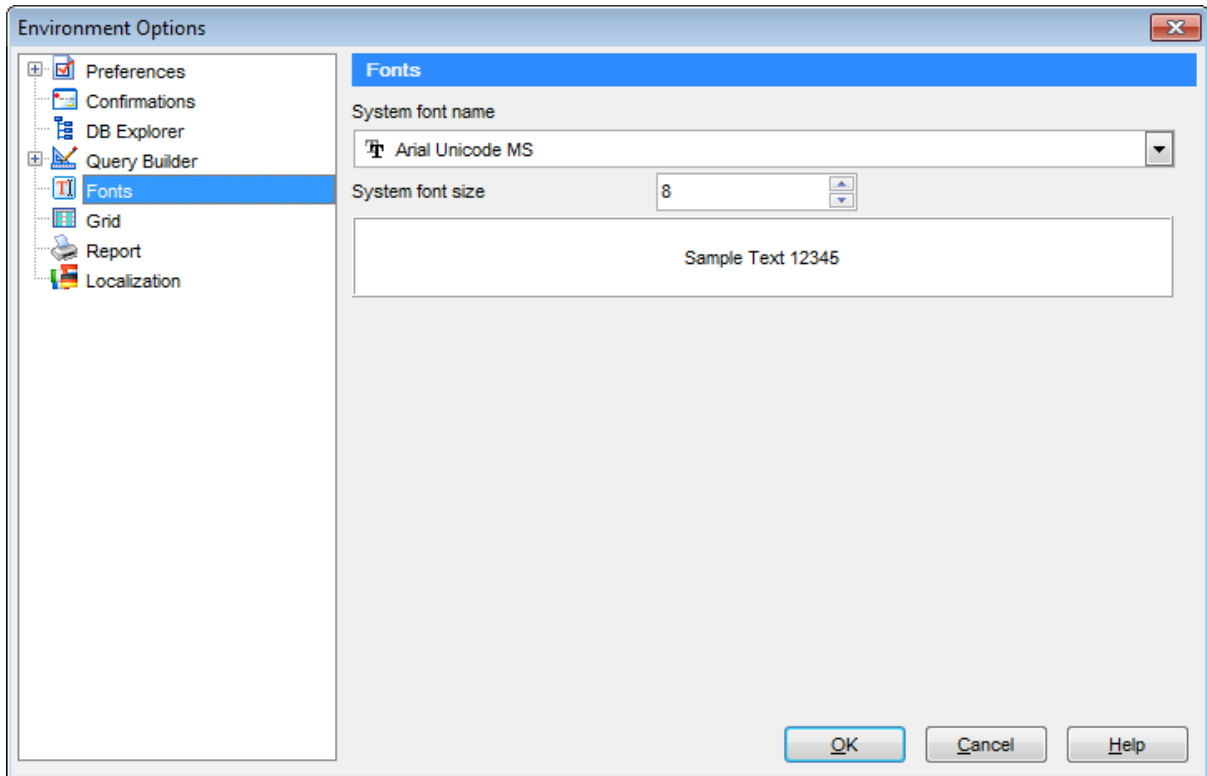 Environment Options
Preferences
Confirmations
DB Explorer
Query Builder
Fonts
Grid
Report
Localization
Fonts
System font name
Arial Unicode MS
System font size 8
Sample Text 12345
OK Cancel Help